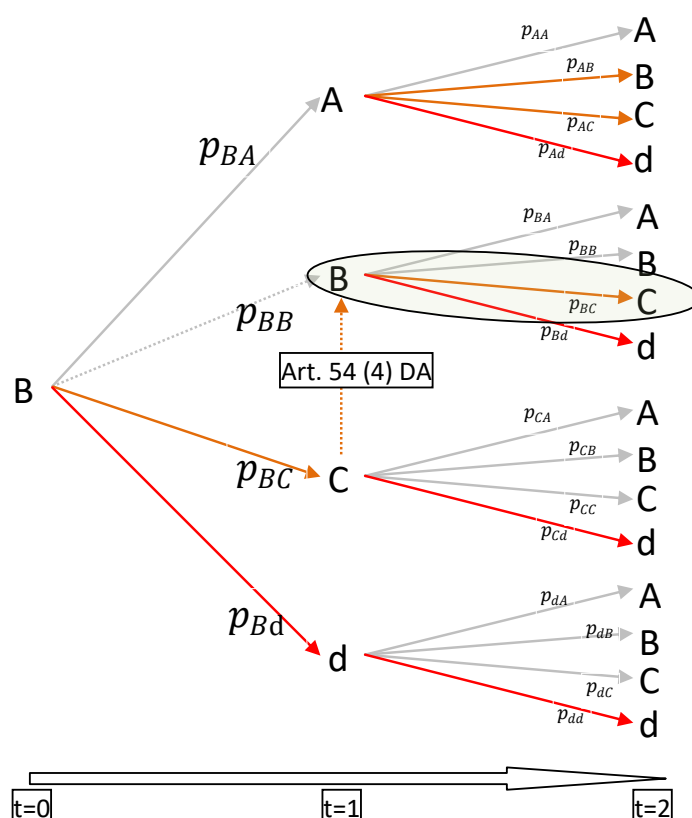 p_AA
A
p_AB
B
A
p_AC
C
p_Ad
d
p_BA
p_BA
A
p_BB
B
B
p_BC
C
p_BB
p_Bd
d
Art. 54 (4) DA
B
p_CA
A
p_CB
B
p_BC
C
p_CC
C
p_Cd
d
p_dA
A
p_Bd
p_dB
B
d
p_dC
C
p_dd
d
t=0
t=1
t=2